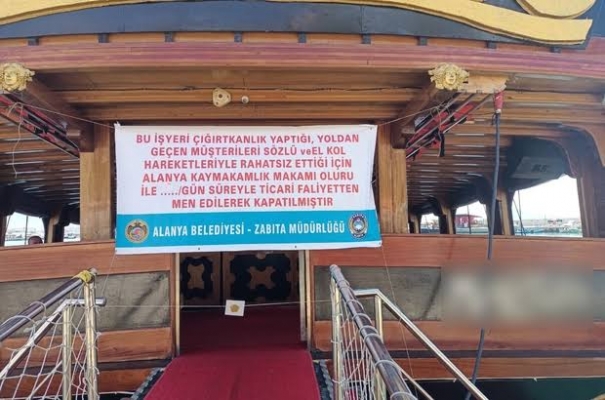 BU İŞYERİ ÇIĞIRTKANLIK YAPTIĞI, YOLDAN
GEÇEN MÜŞTERİLERİ SÖZLÜ veEL KOL
HAREKETLERİYLE RAHATSIZ ETTİĞİ İÇİN
ALANYA KAYMAKAMLIK MAKAMI OLURU
İLE ...../GÜN SÜREYLE TİCARİ FALİYETTEN
MEN EDİLEREK KAPATILMIŞTIR
ALANYA BELEDİYESİ - ZABITA MÜDÜRLÜĞÜ